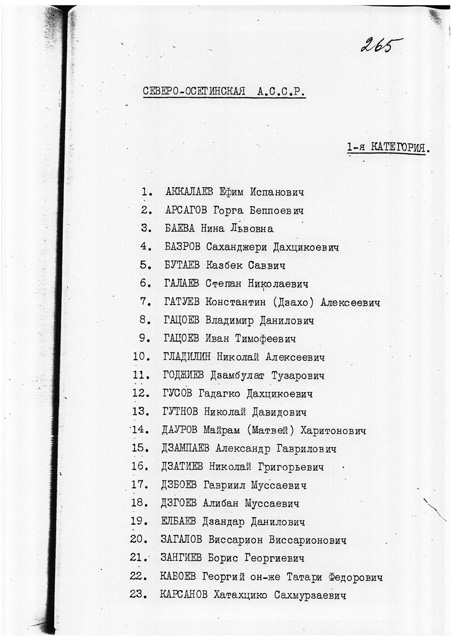 265
СЕВЕРО-ОСЕТИНСКАЯ А.С.С.Р.
1-я КАТЕГОРИЯ.
1. АККАЛАЕВ Ефим Испанович
2. АРСАГОВ Горга Беппоевич
3. БАЕВА Нина Львовна
4. БАЗРОВ Саханджери Дахцикоевич
5. БУТАЕВ Казбек Саввич
6. ГАЛАЕВ Степан Николаевич
7. ГАТУЕВ Константин (Дзахо) Алексеевич
8. ГАЦОЕВ Владимир Данилович
9. ГАЦОЕВ Иван Тимофеевич
10. ГЛАДИЛИН Николай Алексеевич
11. ГОДЖИЕВ Дзамбулат Тузарович
12. ГУСОВ Гадагко Дахцикоевич
13. ГУТНОВ Николай Давидович
14. ДАУРОВ Майрам (Матвей) Харитонович
15. ДЗАМПАЕВ Александр Гаврилович
16. ДЗАТИЕВ Николай Григорьевич
17. ДЗБОЕВ Гавриил Муссаевич
18. ДЗГОЕВ Алибан Муссаевич
19. ЕЛБАЕВ Дзандар Данилович
20. ЗАГАЛОВ Виссарион Виссарионович
21. ЗАНГИЕВ Борис Георгиевич
22. КАБОЕВ Георгий он-же Татари Федорович
23. КАРСАНОВ Хатахцико Сахмурзаевич